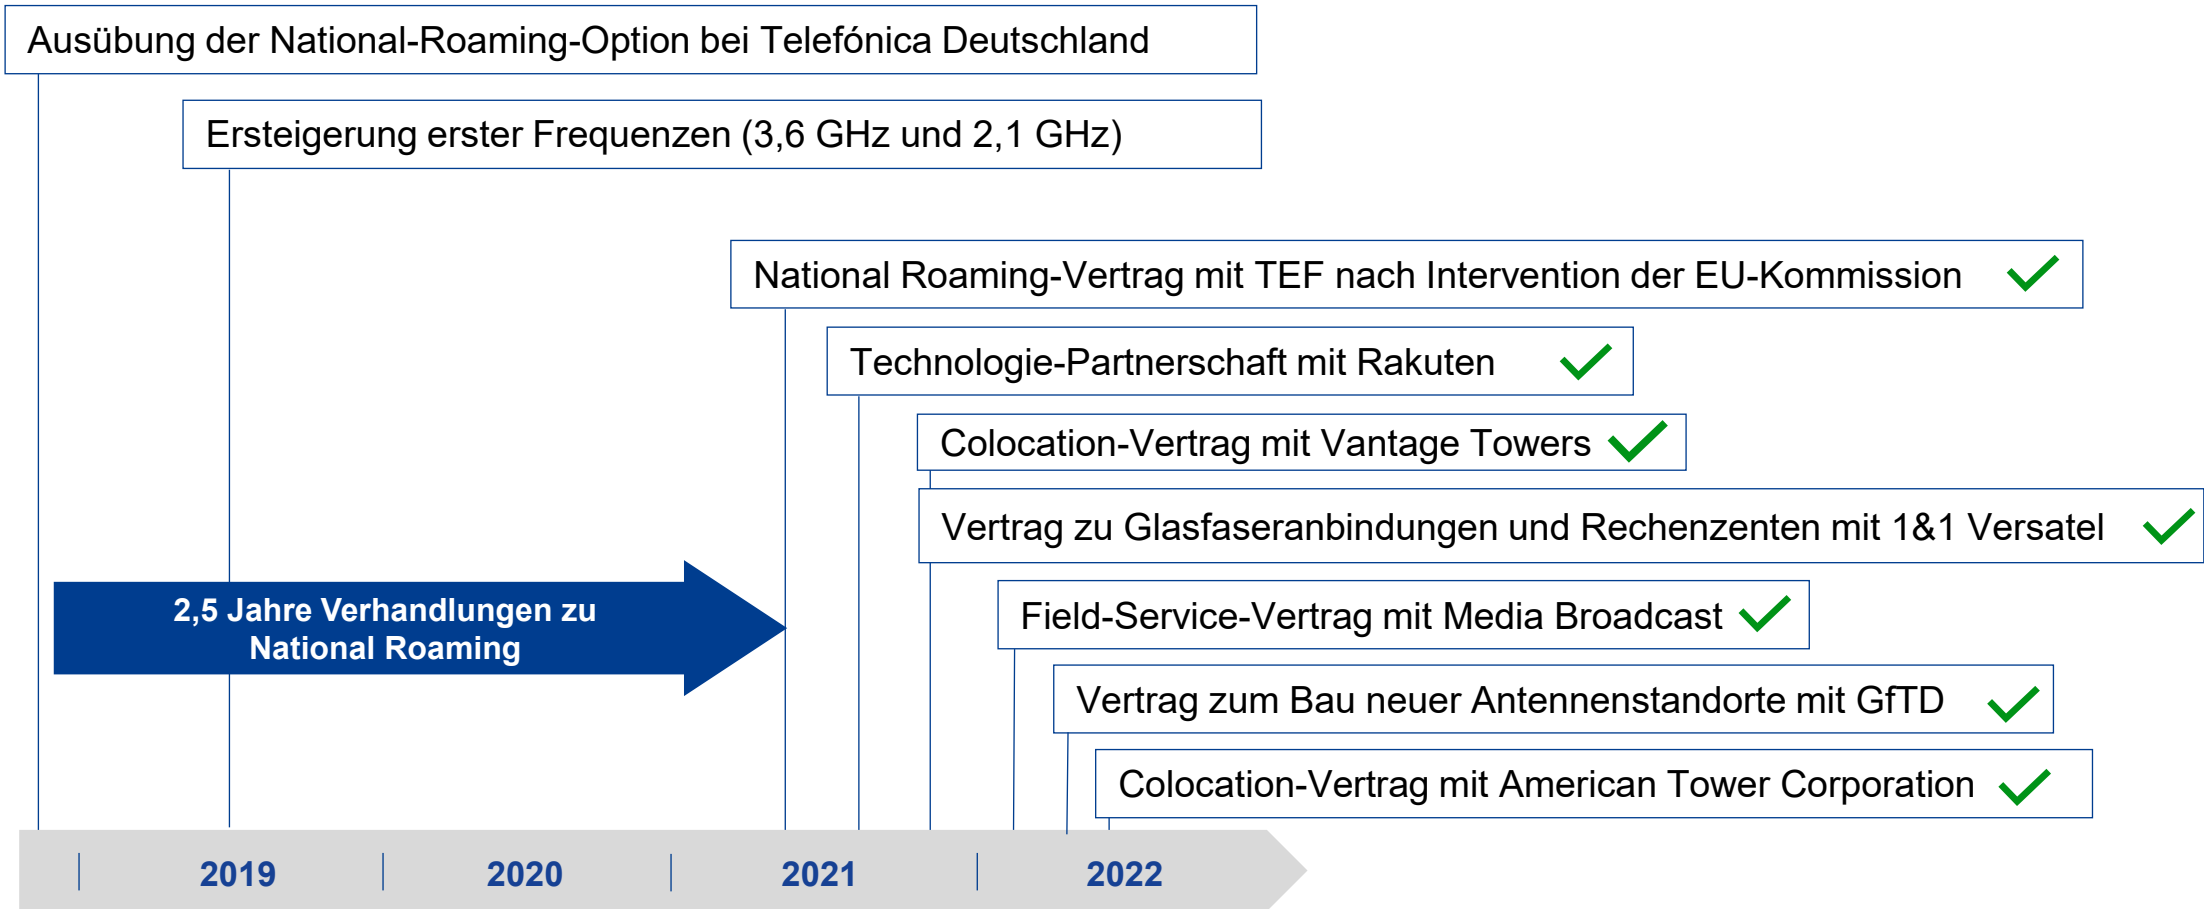 Ausübung der National-Roaming-Option bei Telefónica Deutschland
Ersteigerung erster Frequenzen (3,6 GHz und 2,1 GHz)
National Roaming-Vertrag mit TEF nach Intervention der EU-Kommission
Technologie-Partnerschaft mit Rakuten
Colocation-Vertrag mit Vantage Towers
Vertrag zu Glasfaseranbindungen und Rechenzenten mit 1&1 Versatel
2,5 Jahre Verhandlungen zu
National Roaming
Field-Service-Vertrag mit Media Broadcast
Vertrag zum Bau neuer Antennenstandorte mit GfTD
Colocation-Vertrag mit American Tower Corporation
2019 2020 2021 2022